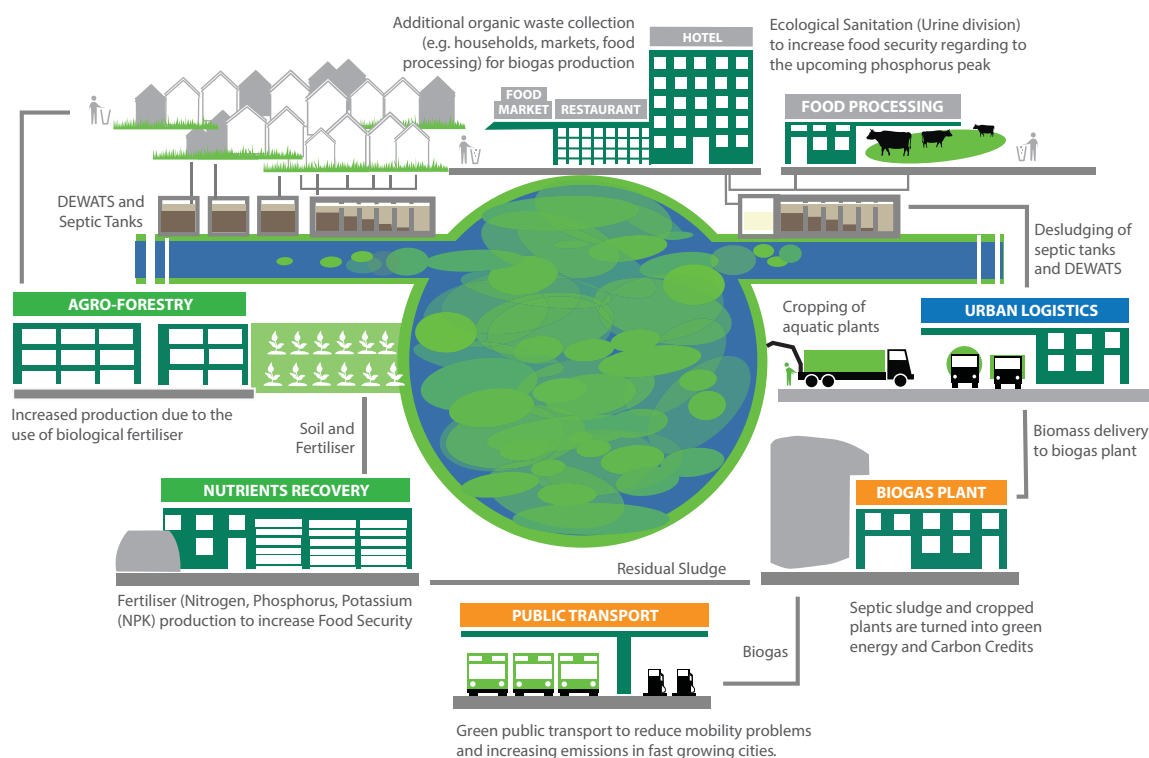 Additional organic waste collection
(e.g. households, markets, food
processing) for biogas production
HOTEL
Ecological Sanitation (Urine division)
to increase food security regarding to
the upcoming phosphorus peak
FOOD
MARKET
RESTAURANT
FOOD PROCESSING
DEWATS and
Septic Tanks
Desludging of
septic tanks
and DEWATS
AGRO-FORESTRY
Cropping of
aquatic plants
URBAN LOGISTICS
Increased production due to the
use of biological fertiliser
Soil and
Fertiliser
Biomass delivery
to biogas plant
NUTRIENTS RECOVERY
BIOGAS PLANT
Residual Sludge
Fertiliser (Nitrogen, Phosphorus, Potassium
(NPK) production to increase Food Security
PUBLIC TRANSPORT
Biogas
Septic sludge and cropped
plants are turned into green
energy and Carbon Credits
Green public transport to reduce mobility problems
and increasing emissions in fast growing cities.